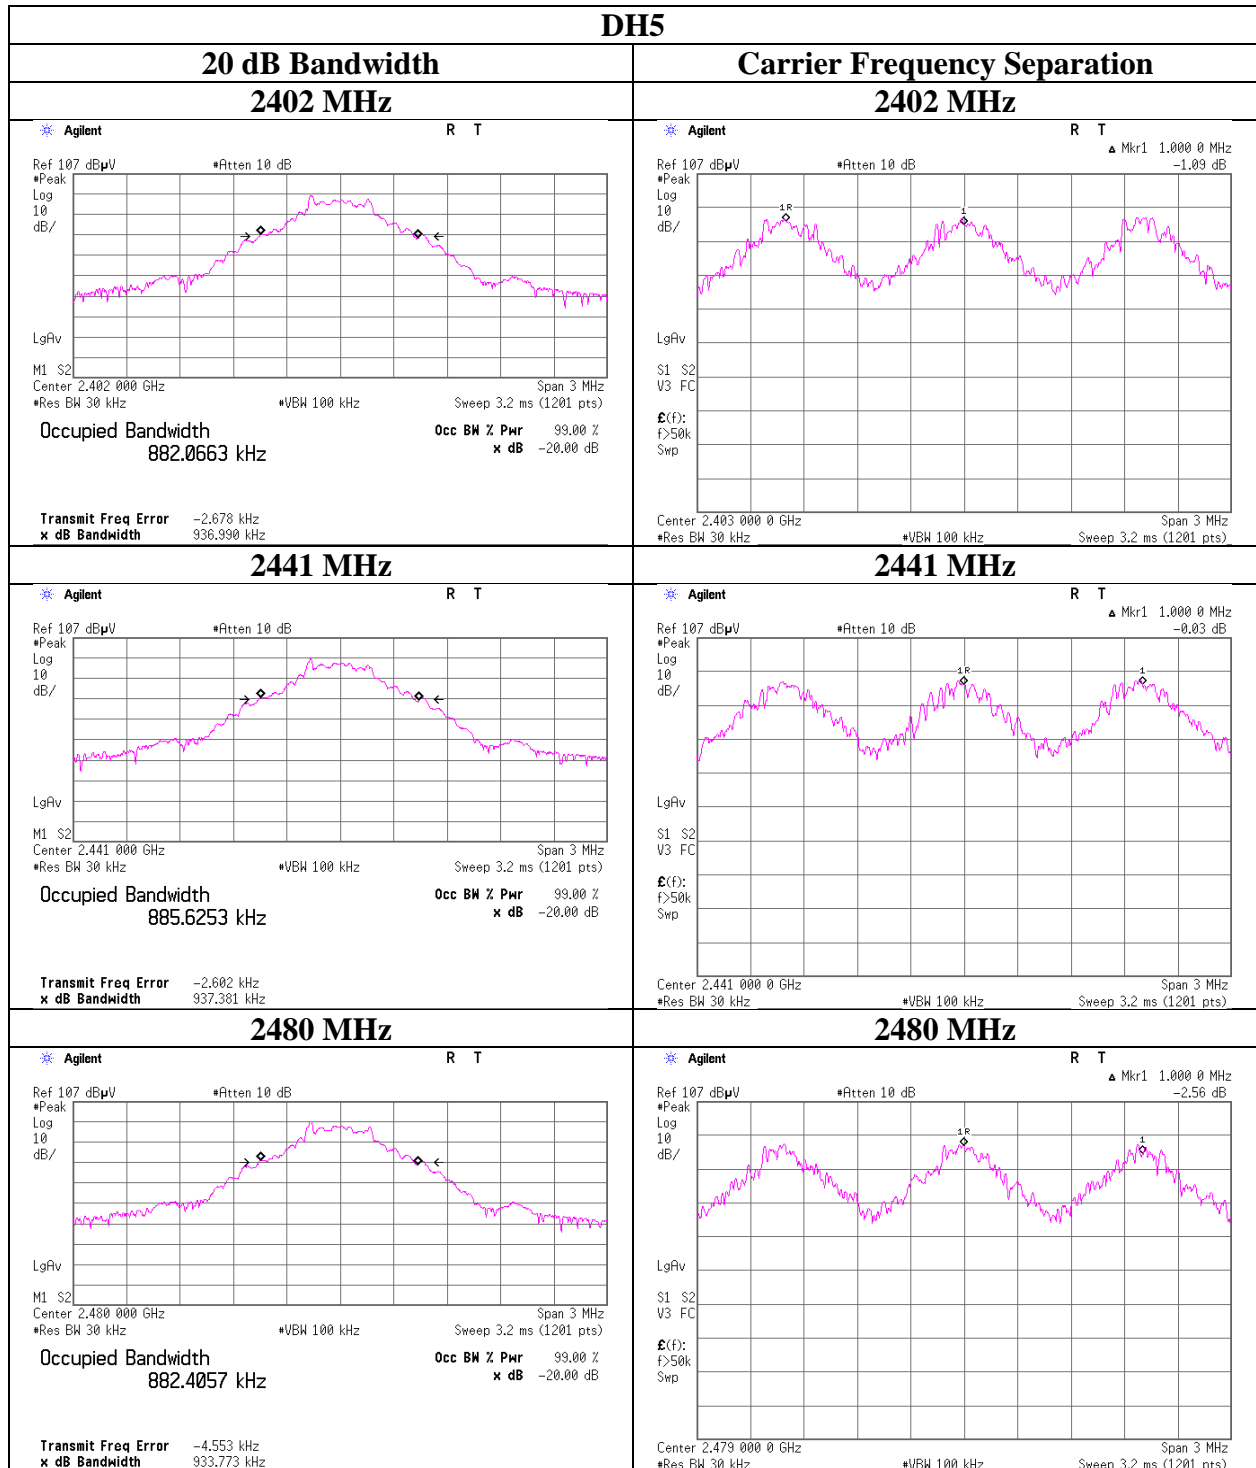 DH5
20 dB Bandwidth
Carrier Frequency Separation
2402 MHz
2402 MHz
Agilent
R T
Ref 107 dBµV
#Atten 10 dB
#Peak
Log
10
dB/
LgAv
M1 S2
Center 2.402 000 GHz
Span 3 MHz
#Res BW 30 kHz
#VBW 100 kHz
Sweep 3.2 ms (1201 pts)
Occupied Bandwidth
882.0663 kHz
Occ BW % Pwr 99.00 %
x dB -20.00 dB
Transmit Freq Error -2.678 kHz
x dB Bandwidth 936.990 kHz
Agilent
R T
Δ Mkr1 1.000 0 MHz
Ref 107 dBµV
#Atten 10 dB
-1.09 dB
#Peak
Log
10
dB/
1R
1
LgAv
S1 S2
V3 FC
£(f):
f>50k
Swp
Center 2.403 000 0 GHz
Span 3 MHz
#Res BW 30 kHz
#VBW 100 kHz
Sweep 3.2 ms (1201 pts)
2441 MHz
2441 MHz
Agilent
R T
Ref 107 dBµV
#Atten 10 dB
#Peak
Log
10
dB/
LgAv
M1 S2
Center 2.441 000 GHz
Span 3 MHz
#Res BW 30 kHz
#VBW 100 kHz
Sweep 3.2 ms (1201 pts)
Occupied Bandwidth
885.6253 kHz
Occ BW % Pwr 99.00 %
x dB -20.00 dB
Transmit Freq Error -2.602 kHz
x dB Bandwidth 937.381 kHz
Agilent
R T
Δ Mkr1 1.000 0 MHz
Ref 107 dBµV
#Atten 10 dB
-0.03 dB
#Peak
Log
10
dB/
1R
1
LgAv
S1 S2
V3 FC
£(f):
f>50k
Swp
Center 2.441 000 0 GHz
Span 3 MHz
#Res BW 30 kHz
#VBW 100 kHz
Sweep 3.2 ms (1201 pts)
2480 MHz
2480 MHz
Agilent
R T
Ref 107 dBµV
#Atten 10 dB
#Peak
Log
10
dB/
LgAv
M1 S2
Center 2.480 000 GHz
Span 3 MHz
#Res BW 30 kHz
#VBW 100 kHz
Sweep 3.2 ms (1201 pts)
Occupied Bandwidth
882.4057 kHz
Occ BW % Pwr 99.00 %
x dB -20.00 dB
Transmit Freq Error -4.553 kHz
x dB Bandwidth 933.773 kHz
Agilent
R T
Δ Mkr1 1.000 0 MHz
Ref 107 dBµV
#Atten 10 dB
-2.56 dB
#Peak
Log
10
dB/
1R
1
LgAv
S1 S2
V3 FC
£(f):
f>50k
Swp
Center 2.479 000 0 GHz
Span 3 MHz
#Res BW 30 kHz
#VBW 100 kHz
Sweep 3.2 ms (1201 pts)